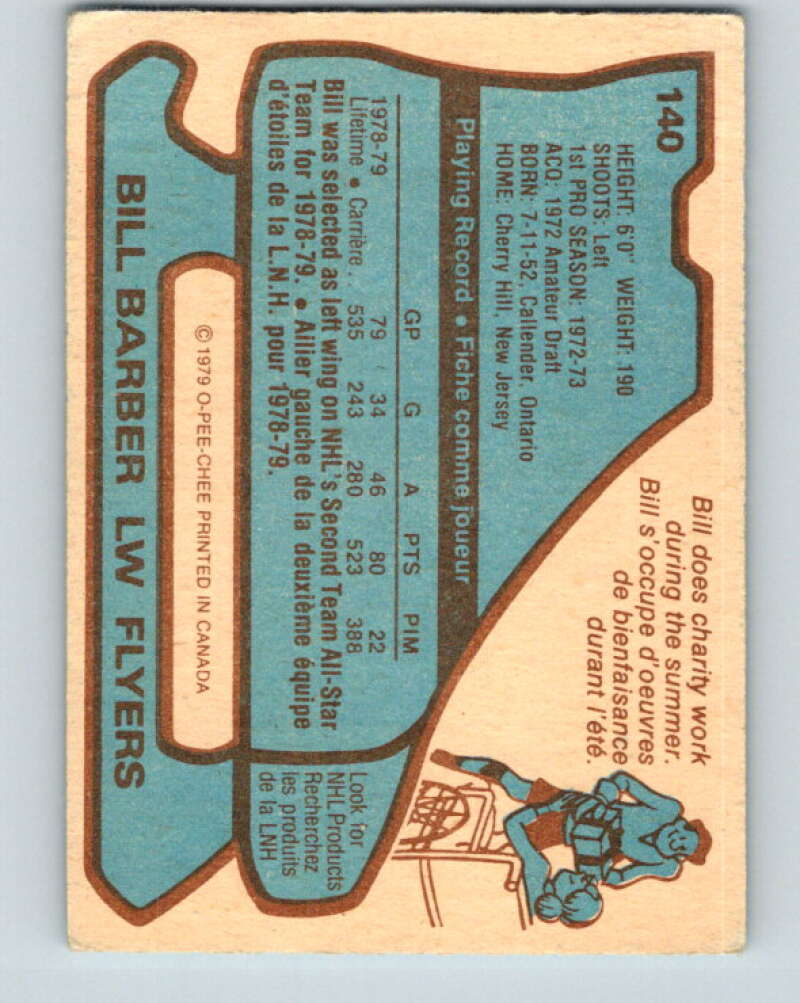 140
HEIGHT: 6'0" WEIGHT: 190
SHOOTS: Left
1st PRO SEASON: 1972-73
ACQ: 1972 Amateur Draft
BORN: 7-11-52, Callender, Ontario
HOME: Cherry Hill, New Jersey
Bill does charity work
during the summer.
Bill s'occupe d'oeuvres
de bienfaisance
durant l'été.
Playing Record • Fiche comme joueur
GP G A PTS PIM
1978-79 79 34 46 80 22
Lifetime • Carrière.. 535 243 280 523 388
Bill was selected as left wing on NHL's Second Team All-Star
Team for 1978-79. • Ailier gauche de la deuxième équipe
d'étoiles de la L.N.H. pour 1978-79.
Look for
NHL Products
Recherchez
les produits
de la LNH
© 1979 O-PEE-CHEE PRINTED IN CANADA
BILL BARBER LW FLYERS